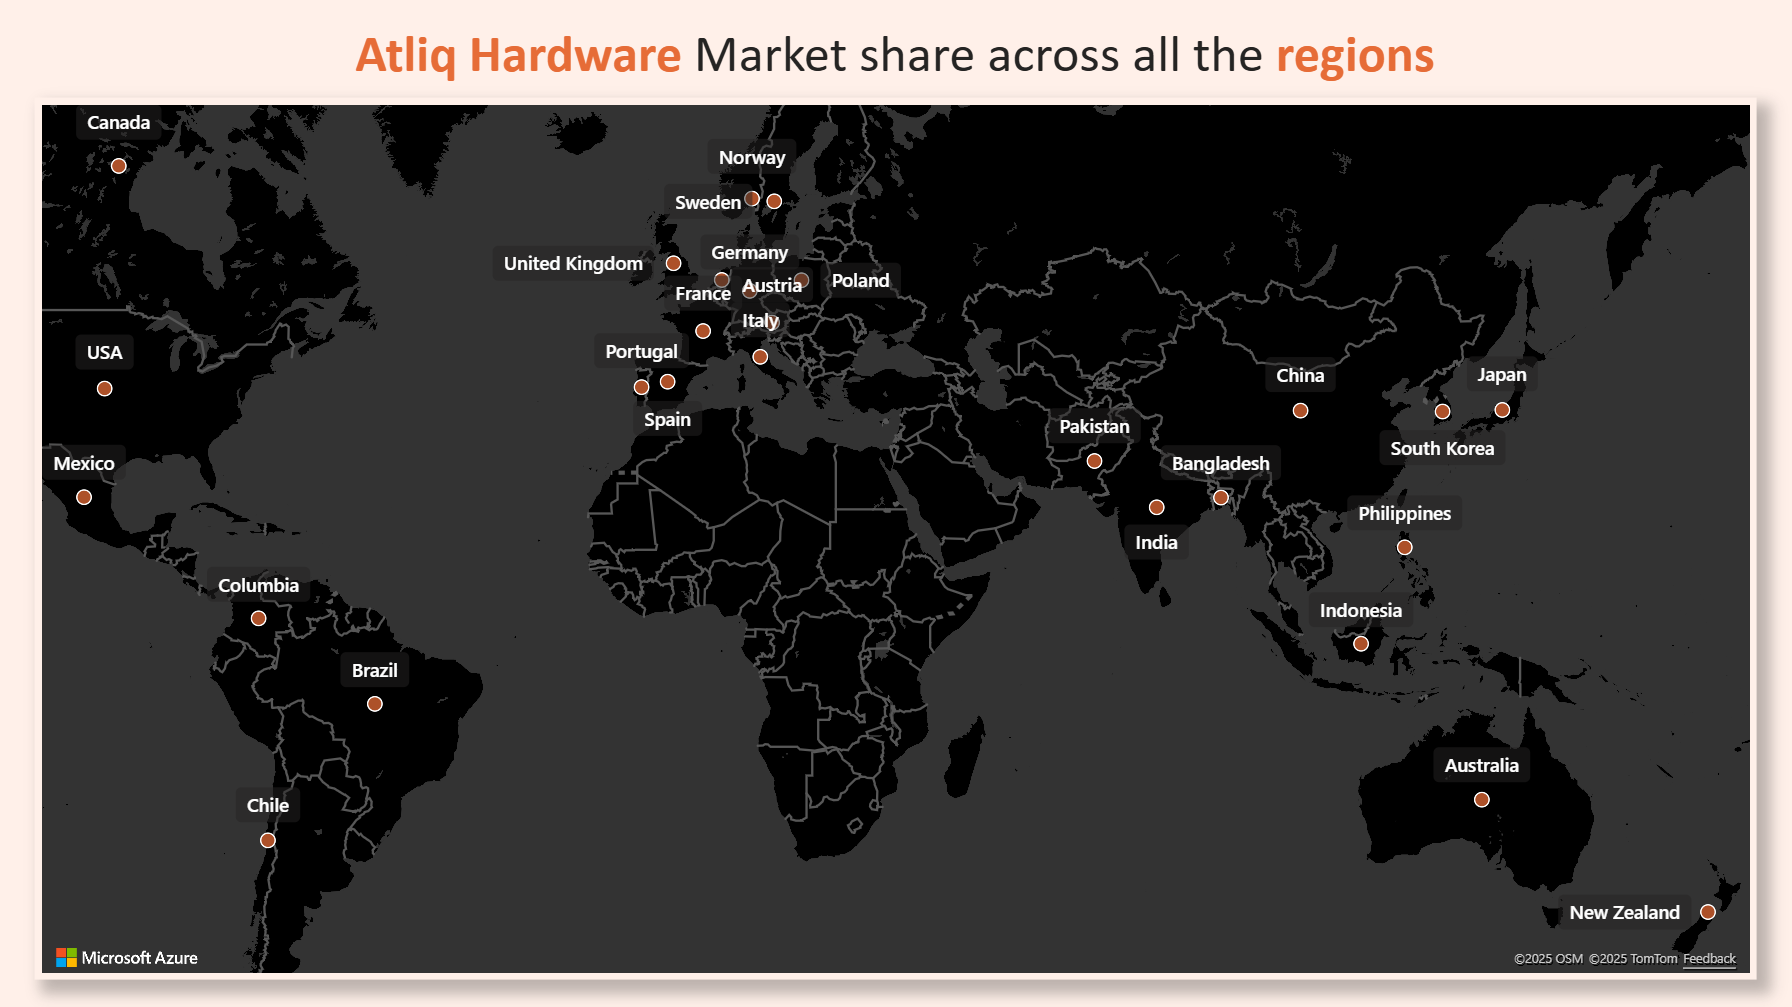 Atliq Hardware Market share across all the regions
Canada
Norway
Sweden
Germany
United Kingdom
Austria
Poland
France
Italy
USA
Portugal
China
Japan
Spain
Pakistan
South Korea
Mexico
Bangladesh
Philippines
India
Columbia
Indonesia
Brazil
Australia
Chile
New Zealand
Microsoft Azure
©2025 OSM ©2025 TomTom Feedback